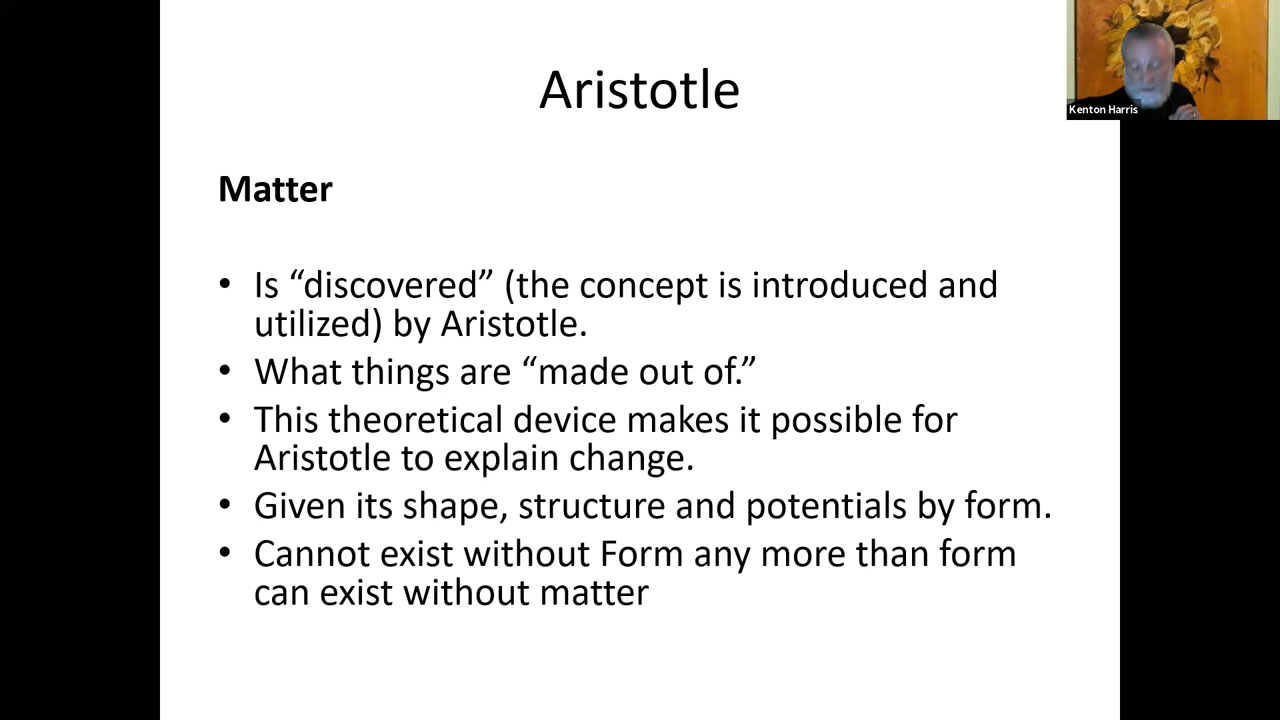 Aristotle
Kenton Harris
Matter
• Is “discovered” (the concept is introduced and
utilized) by Aristotle.
• What things are “made out of.”
• This theoretical device makes it possible for
Aristotle to explain change.
• Given its shape, structure and potentials by form.
• Cannot exist without Form any more than form
can exist without matter